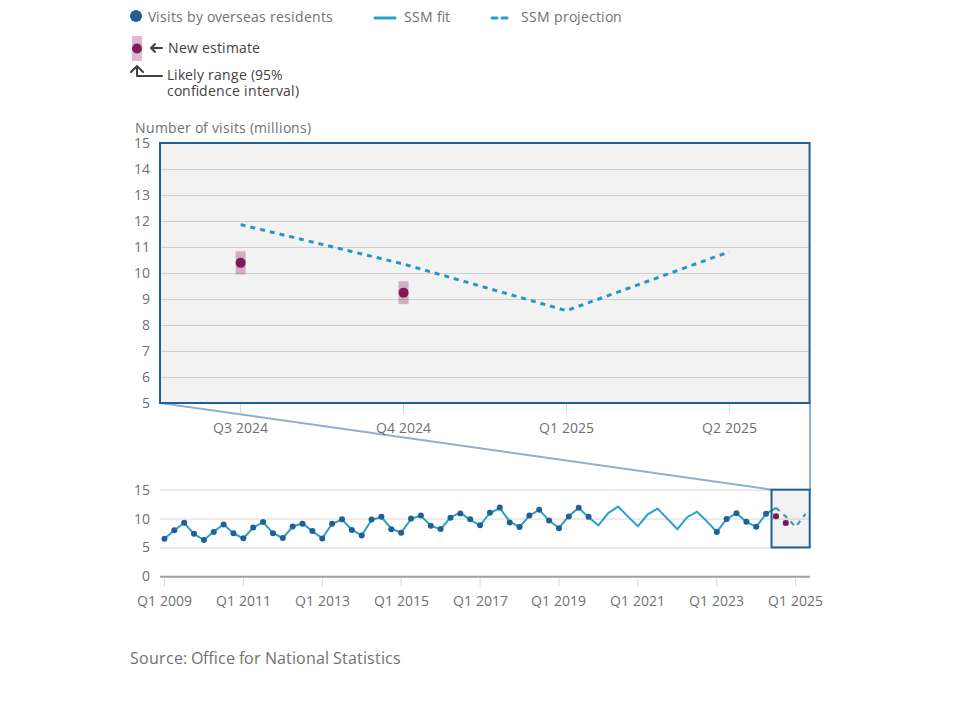 Visits by overseas residents SSM fit SSM projection
New estimate
Likely range (95%
confidence interval)
Number of visits (millions)
15
14
13
12
11
10
9
8
7
6
5
Q3 2024 Q4 2024 Q1 2025 Q2 2025
15
10
5
0
Q1 2009 Q1 2011 Q1 2013 Q1 2015 Q1 2017 Q1 2019 Q1 2021 Q1 2023 Q1 2025
Source: Office for National Statistics